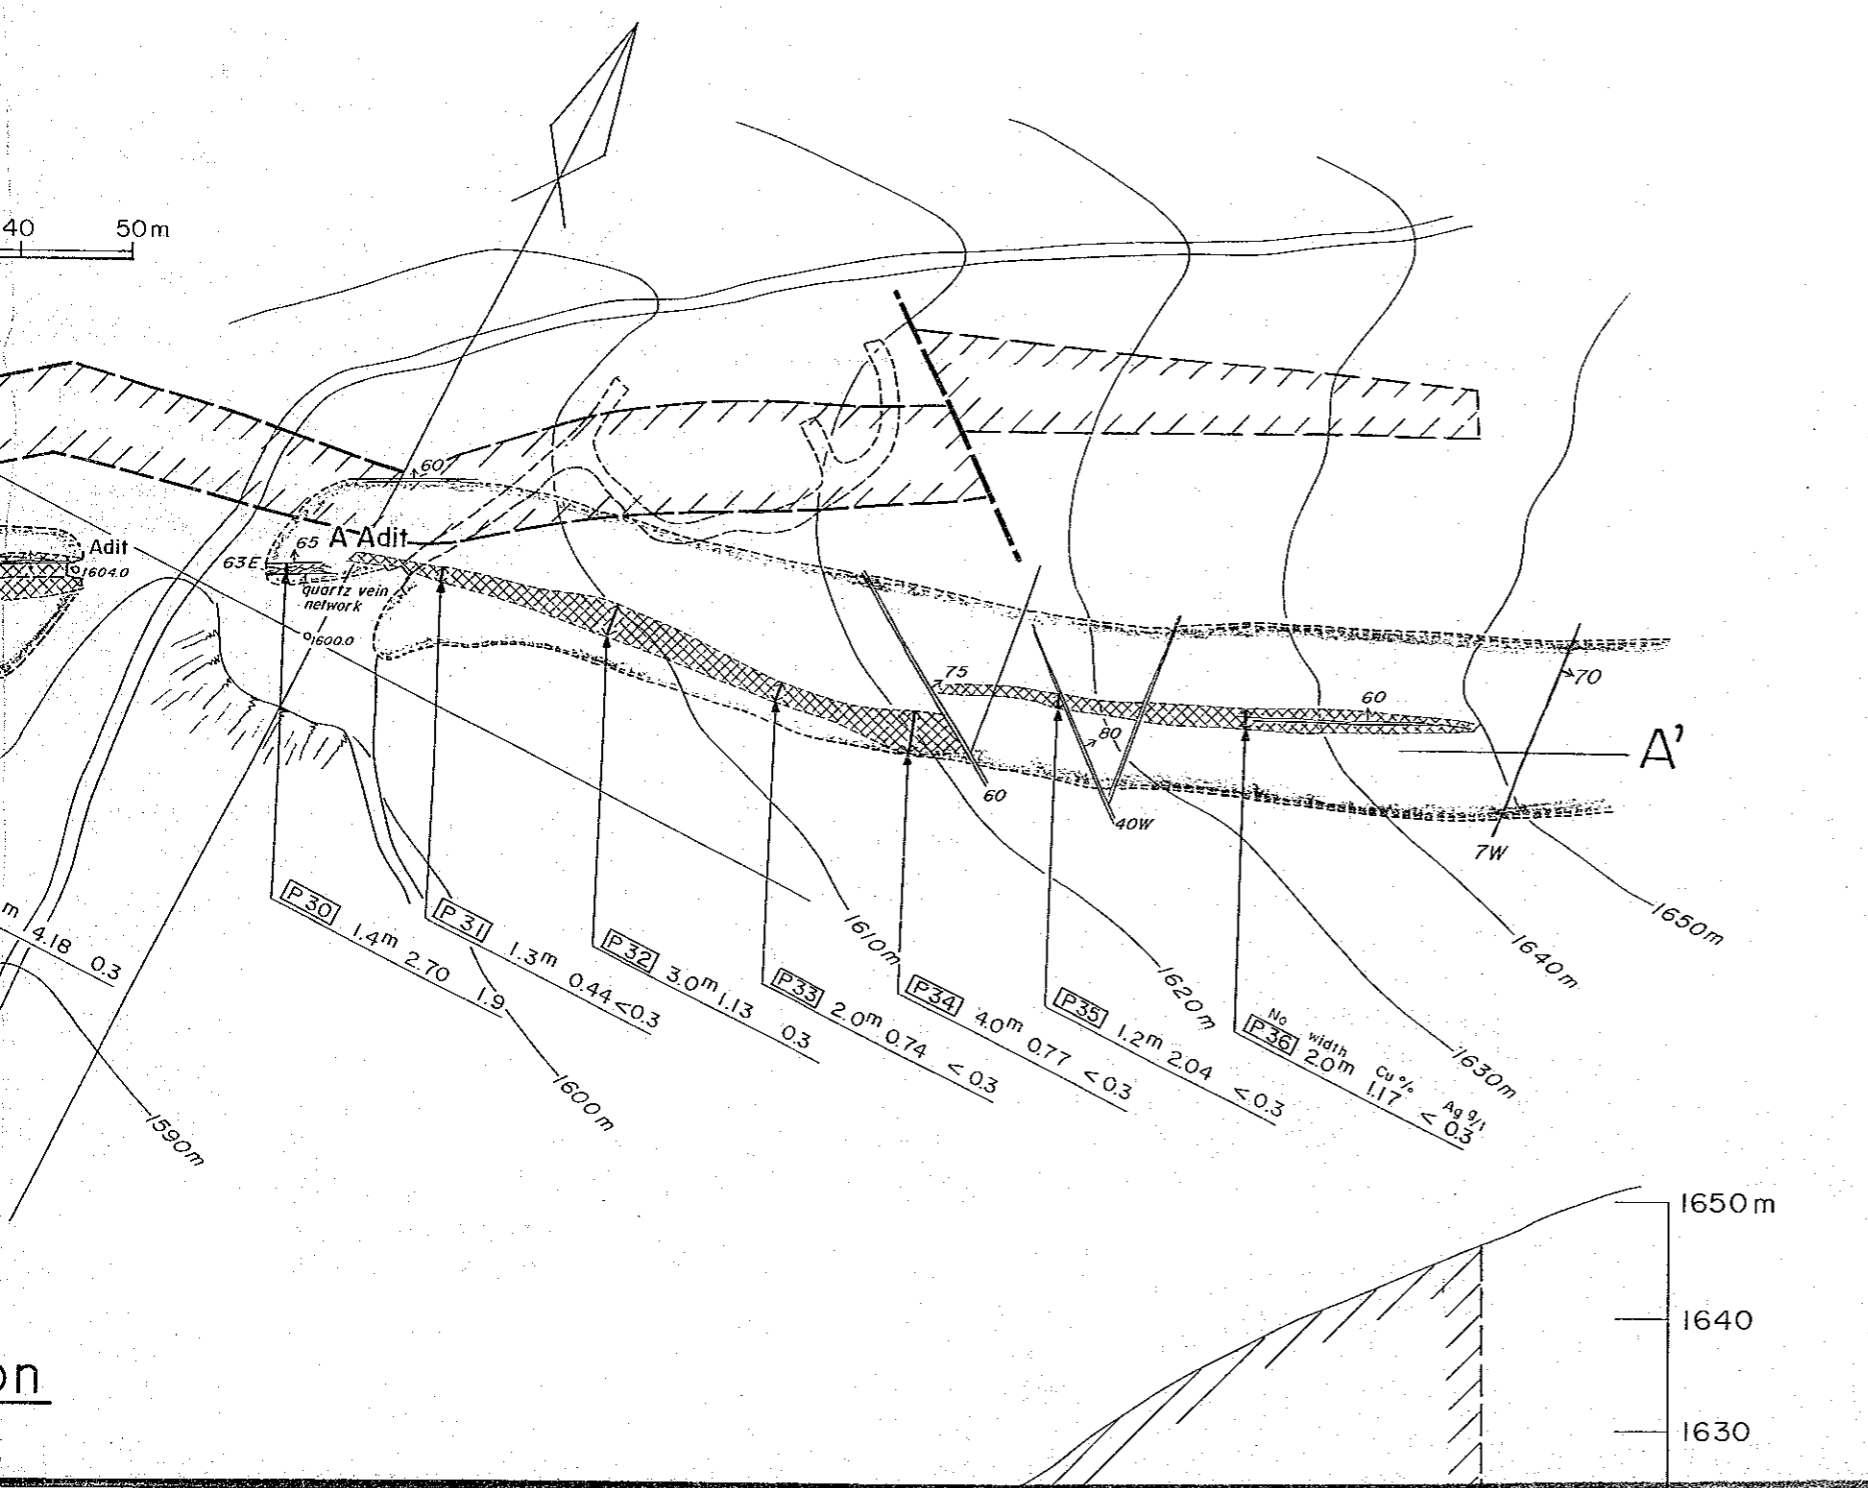 40 50m
60
65 A Adit
Adit
63E
1604.0
quartz vein
network
1600.0
75
60
70
80
A'
60
40W
7W
m 4.18 0.3
P 30 1.4m 2.70 1.9
P 31 1.3m 0.44 <0.3
P32 3.0m 1.13 0.3
P33 2.0m 0.74 <0.3
P34 4.0m 0.77 <0.3
P35 1.2m 2.04 <0.3
No width Cu% Ag g/t
P36 2.0m 1.17 <0.3
1590m
1600m
1610m
1620m
1630m
1640m
1650m
1650m
1640
1630
on